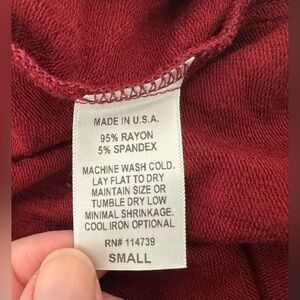 MADE IN U.S.A.
95% RAYON
5% SPANDEX
MACHINE WASH COLD.
LAY FLAT TO DRY
MAINTAIN SIZE OR
TUMBLE DRY LOW
MINIMAL SHRINKAGE.
COOL IRON OPTIONAL
RN# 114739
SMALL